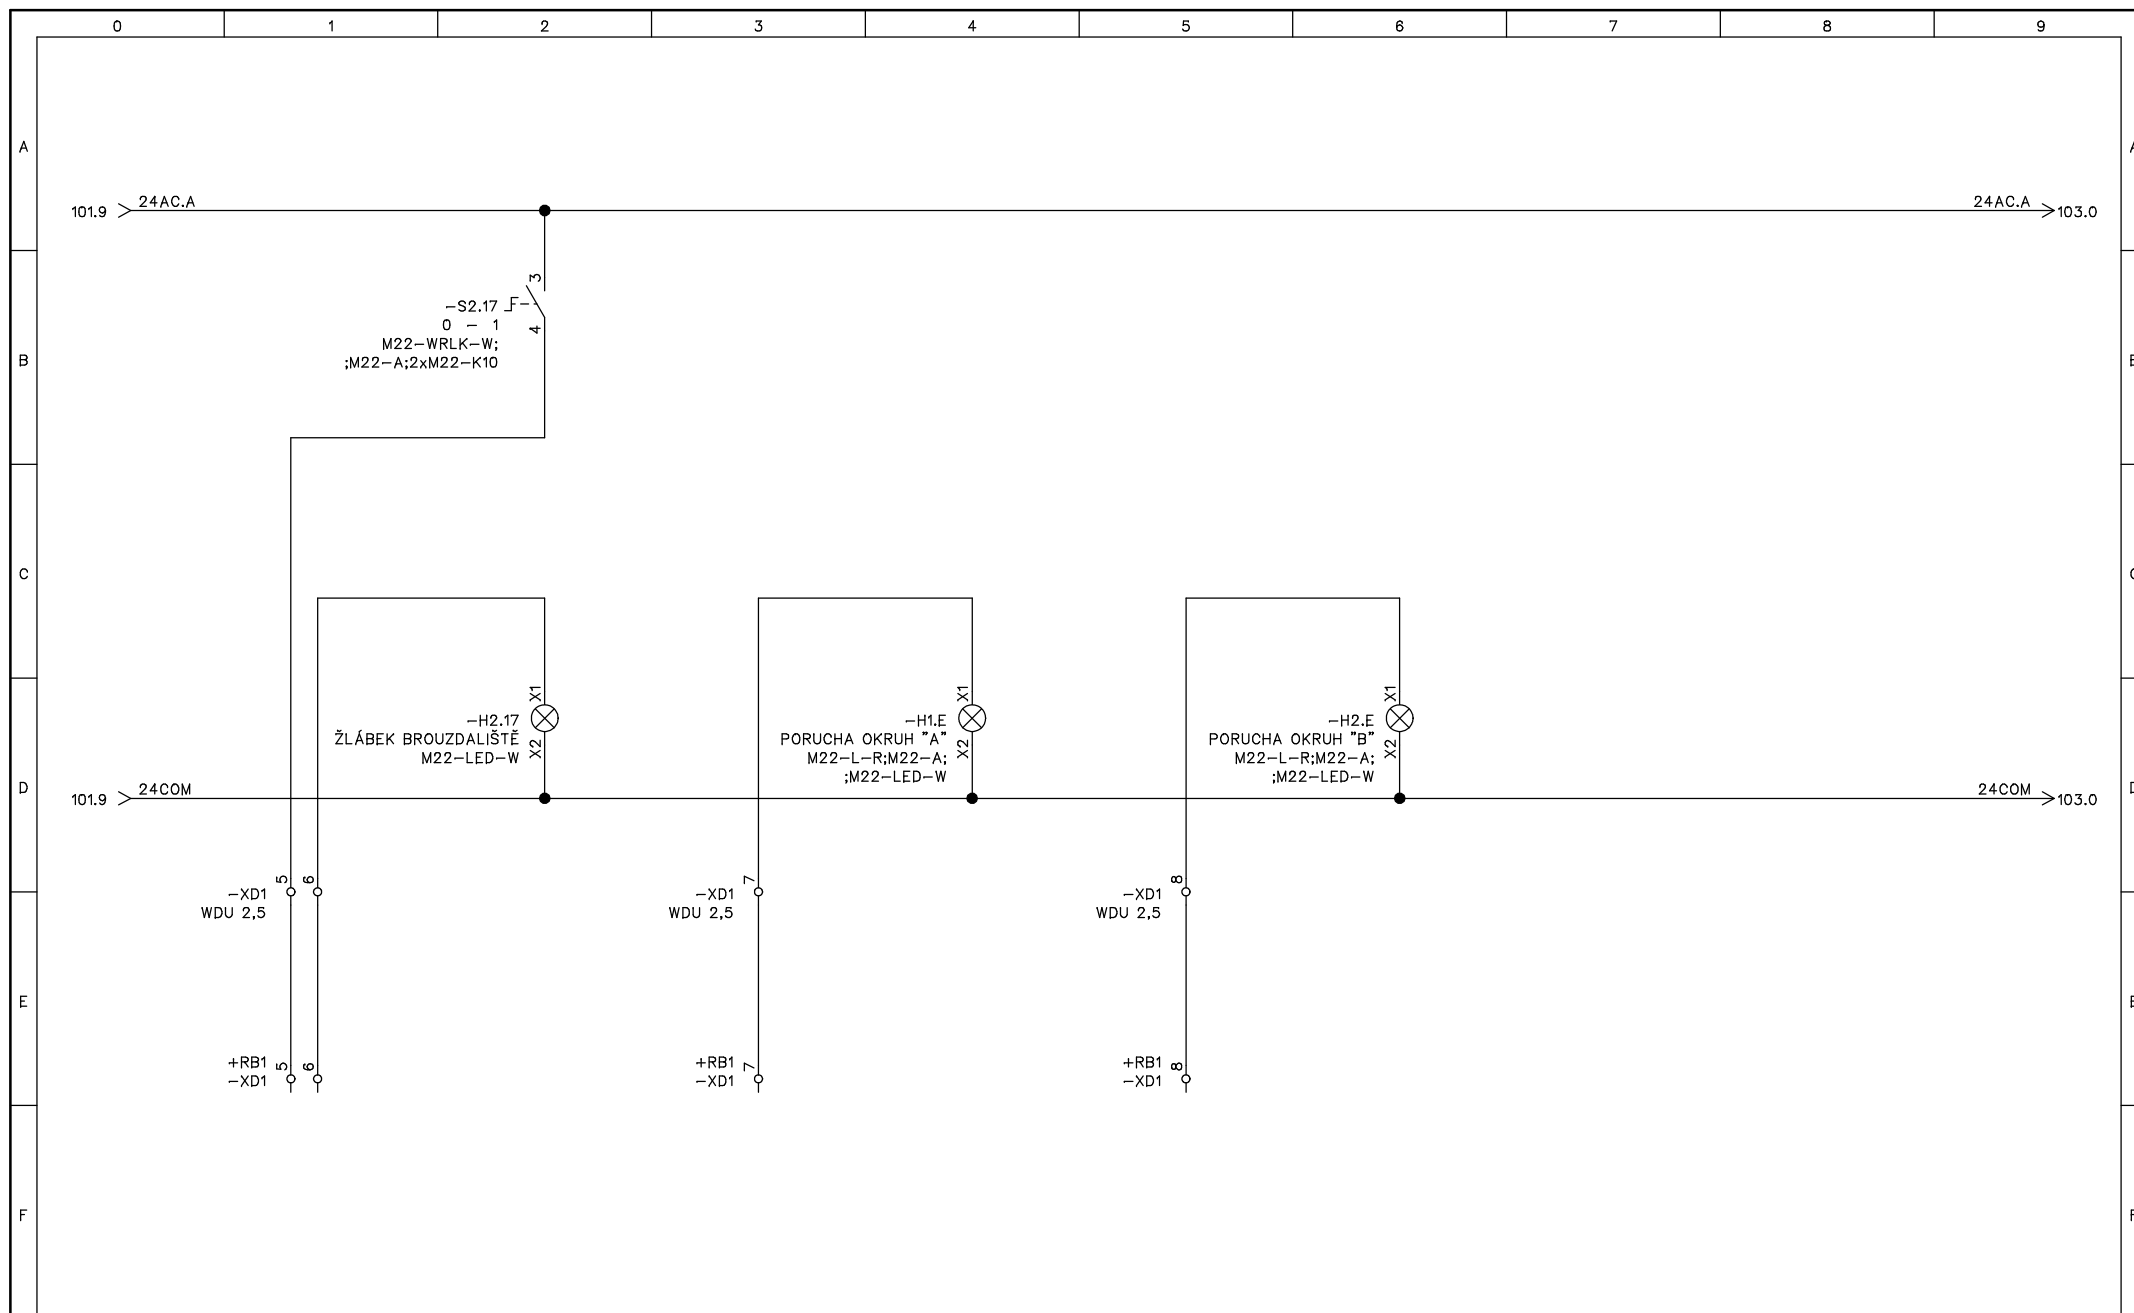 0 1 2 3 4 5 6 7 8 9
A A
24AC.A 24AC.A
101.9 103.0
3
-S2.17
0 - 1
4
M22-WRLK-W;
B
;M22-A;2xM22-K10
C
X1 X1 X1
-H2.17 -H1.E -H2.E
ŽLÁBEK BROUZDALIŠTĚ PORUCHA OKRUH "A" PORUCHA OKRUH "B"
X2 X2 X2
M22-LED-W M22-L-R;M22-A; M22-L-R;M22-A;
;M22-LED-W ;M22-LED-W
D
24COM 24COM
101.9 103.0
5 6 7 8
-XD1 -XD1 -XD1
WDU 2,5 WDU 2,5 WDU 2,5
E
+RB1 5 6 +RB1 7 +RB1 8
-XD1 -XD1 -XD1
F